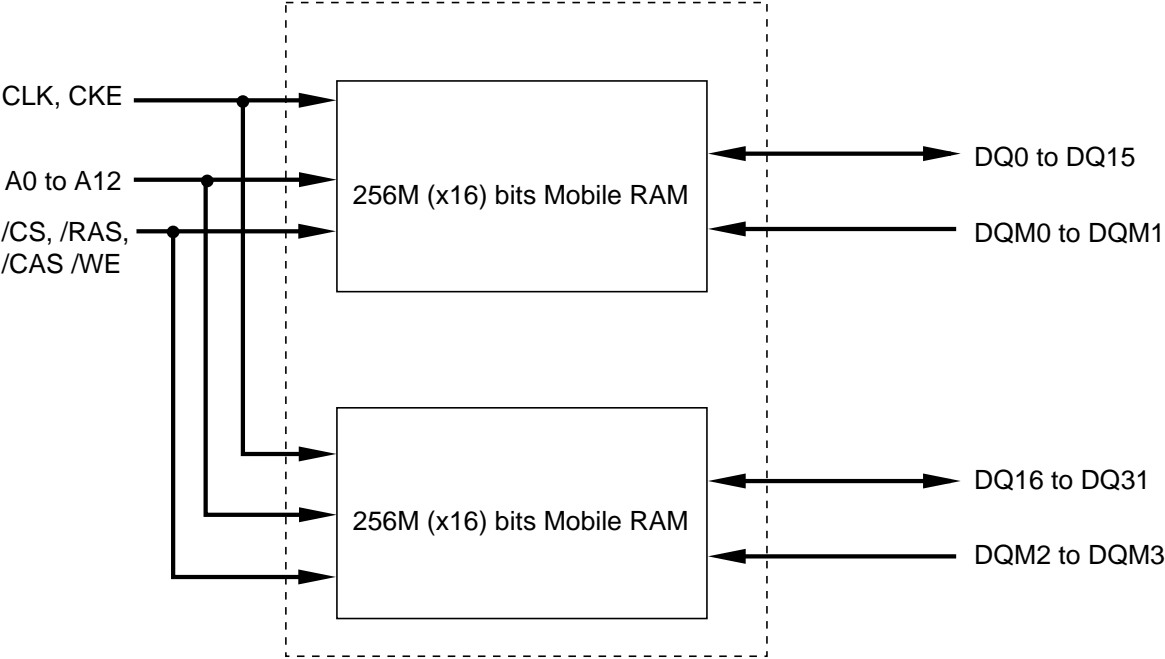 CLK, CKE
A0 to A12
/CS, /RAS,
/CAS /WE
256M (x16) bits Mobile RAM
DQ0 to DQ15
DQM0 to DQM1
256M (x16) bits Mobile RAM
DQ16 to DQ31
DQM2 to DQM3